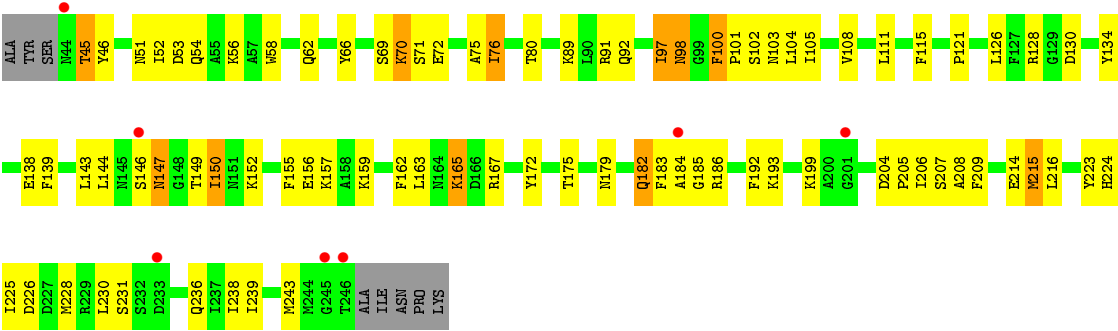 ALA TYR SER N44 T45 Y46 N51 I52 D53 Q54 A55 K56 A57 W58 Q62 Y66 S69 K70 S71 E72 A75 I76 T80 K89 L90 R91 Q92 I97 N98 G99 F100 P101 S102 N103 L104 I105 V108 L111 F115 P121 L126 F127 R128 G129 D130 Y134
E138 F139 L143 L144 N145 S146 N147 G148 T149 I150 N151 K152 F155 E156 K157 A158 K159 F162 L163 N164 K165 D166 R167 Y172 T175 N179 Q182 F183 A184 G185 R186 F192 K193 K199 A200 G201 D204 P205 I206 S207 A208 F209 E214 M215 L216 Y223 H224
I225 D226 D227 M228 R229 L230 S231 S232 D233 Q236 I237 I238 I239 M243 M244 G245 T246 ALA ILE ASN PRO LYS